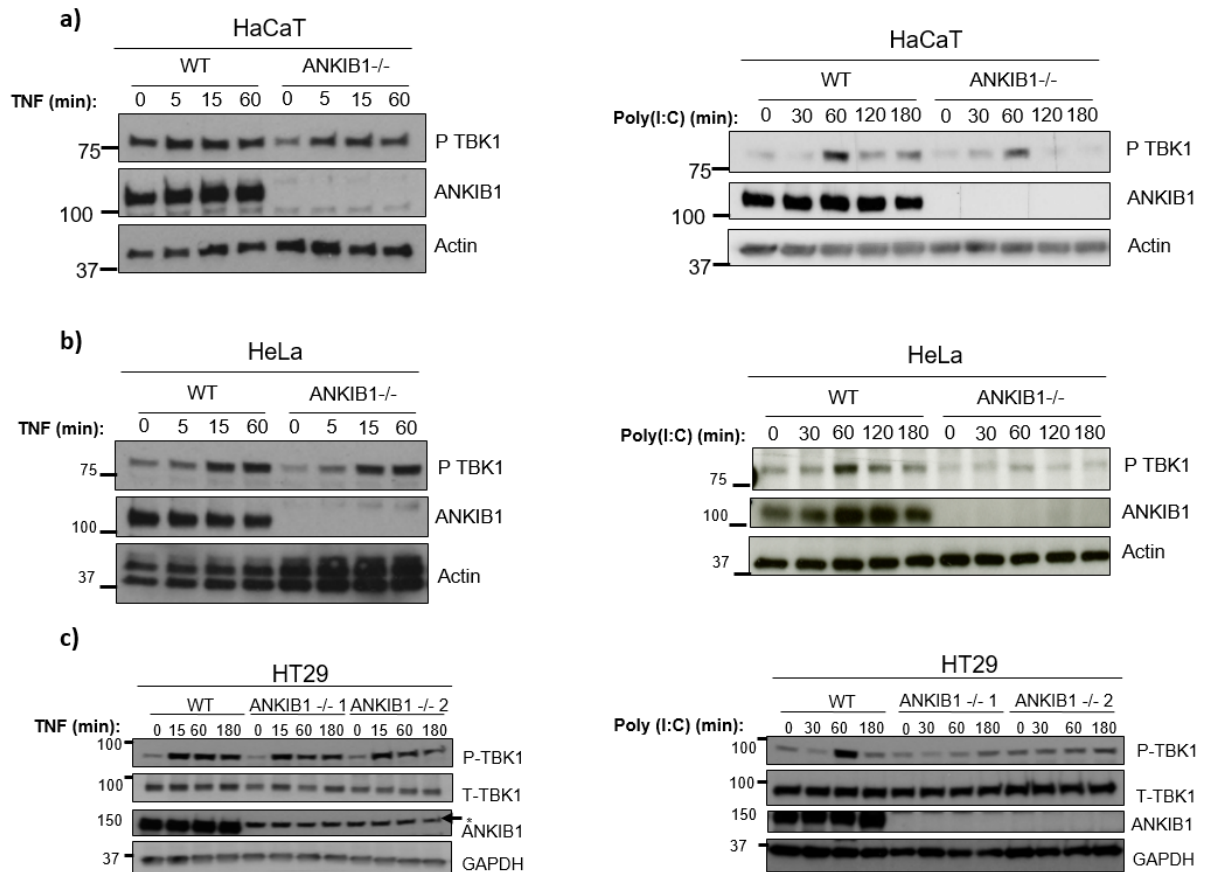 a)
HaCaT
WT ANKIB1-/-
TNF (min): 0 5 15 60 0 5 15 60
75 P TBK1
100 ANKIB1
37 Actin
HaCaT
WT ANKIB1-/-
Poly(I:C) (min): 0 30 60 120 180 0 30 60 120 180
75 P TBK1
100 ANKIB1
37 Actin
b)
HeLa
WT ANKIB1-/-
TNF (min): 0 5 15 60 0 5 15 60
75 P TBK1
100 ANKIB1
37 Actin
HeLa
WT ANKIB1-/-
Poly(I:C) (min): 0 30 60 120 180 0 30 60 120 180
75 P TBK1
100 ANKIB1
37 Actin
c)
HT29
WT ANKIB1 -/- 1 ANKIB1 -/- 2
TNF (min): 0 15 60 180 0 15 60 180 0 15 60 180
100 P-TBK1
100 T-TBK1
150 * ANKIB1
37 GAPDH
HT29
WT ANKIB1 -/- 1 ANKIB1 -/- 2
Poly (I:C) (min): 0 30 60 180 0 30 60 180 0 30 60 180
100 P-TBK1
100 T-TBK1
150 ANKIB1
37 GAPDH